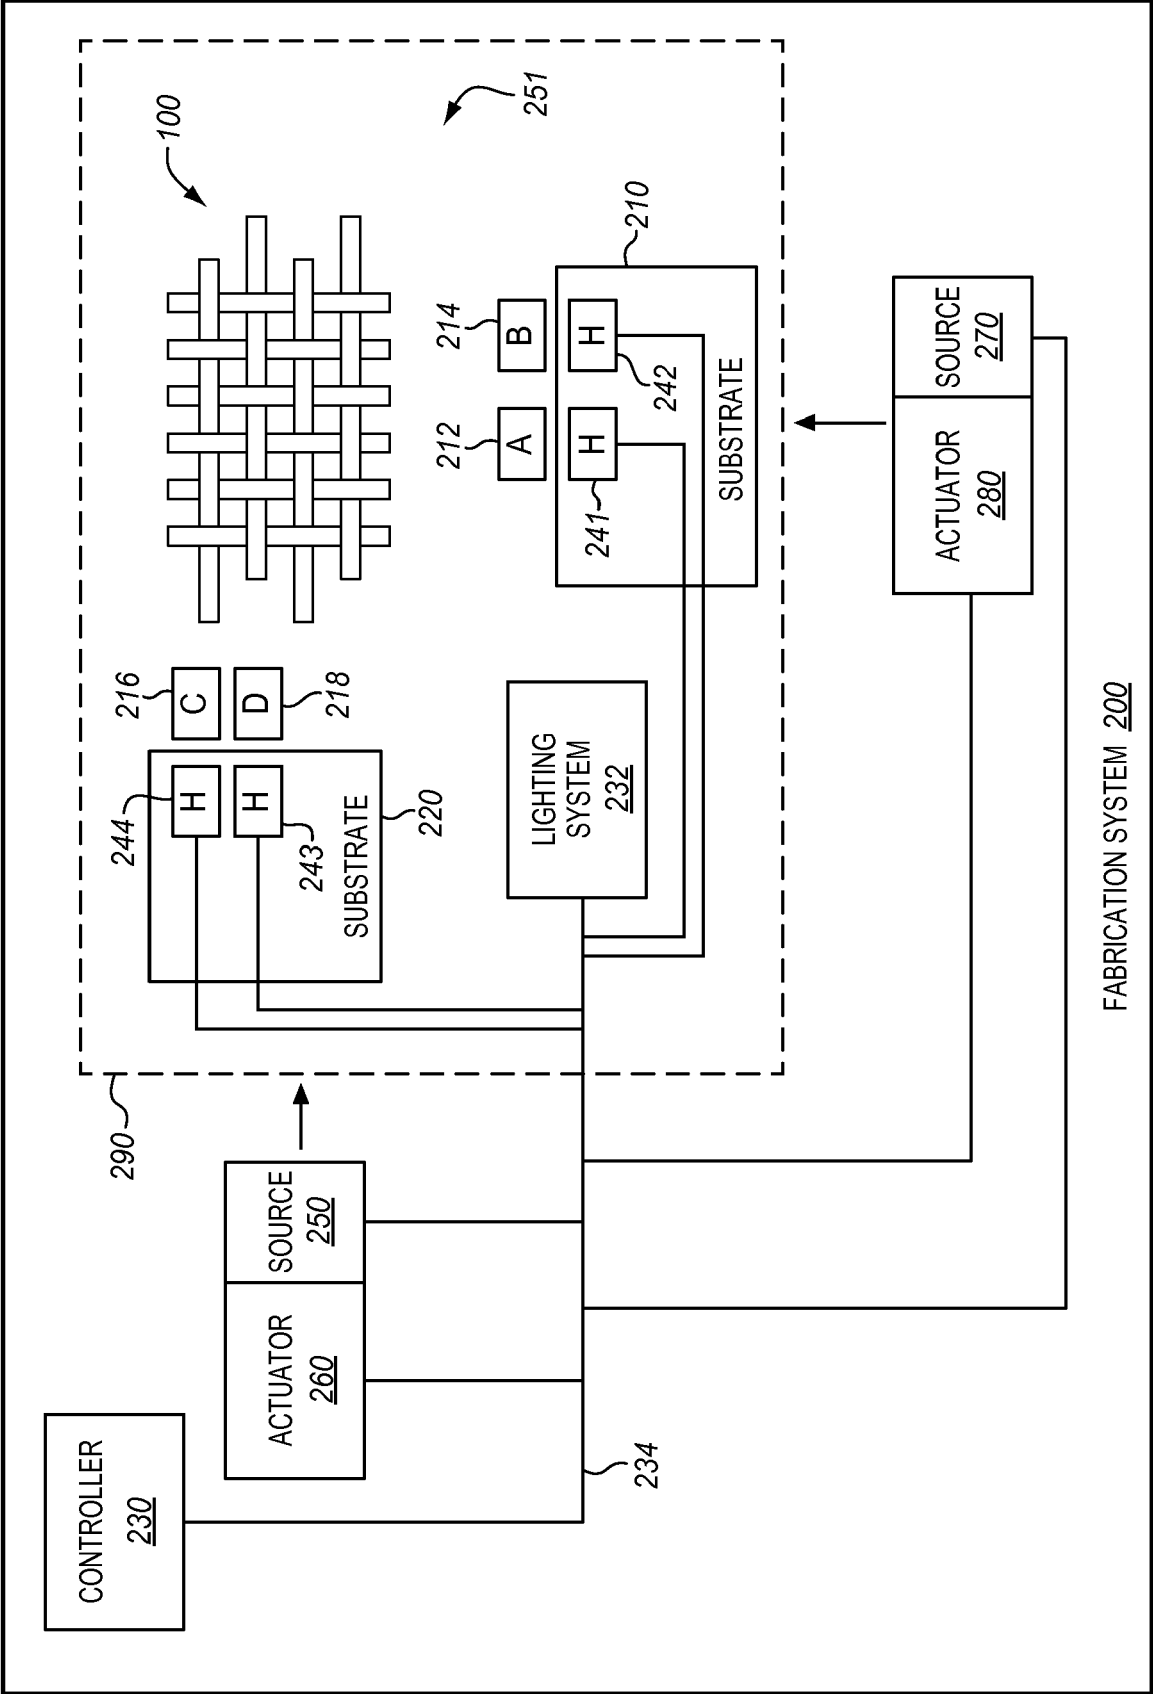 CONTROLLER
230
ACTUATOR
260
SOURCE
250
290
244
H
H
243
SUBSTRATE
220
216
C
D
218
100
251
LIGHTING
SYSTEM
232
212
A
214
B
H
241
H
242
210
SUBSTRATE
234
ACTUATOR
280
SOURCE
270
FABRICATION SYSTEM 200